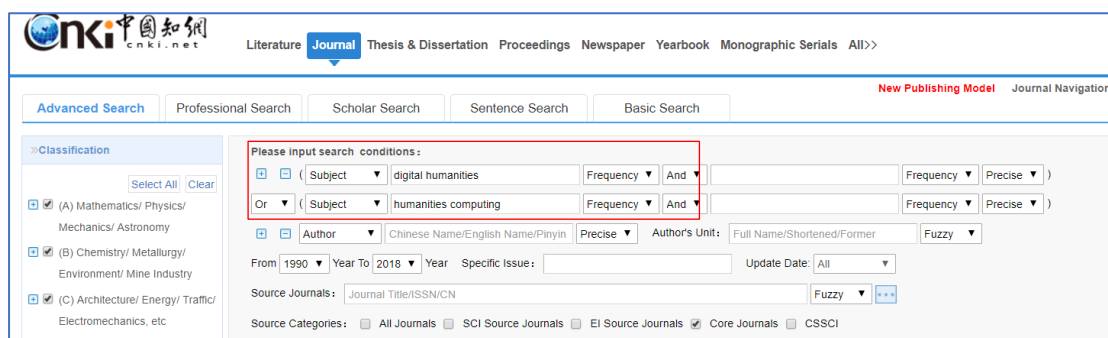 Cnki中國知網
cnki.net
Literature Journal Thesis & Dissertation Proceedings Newspaper Yearbook Monographic Serials All>>
New Publishing Model Journal Navigation
Advanced Search Professional Search Scholar Search Sentence Search Basic Search
»Classification
Select All Clear
(A) Mathematics/ Physics/
Mechanics/ Astronomy
(B) Chemistry/ Metallurgy/
Environment/ Mine Industry
(C) Architecture/ Energy/ Traffic/
Electromechanics, etc
Please input search conditions:
( Subject ▼ digital humanities Frequency ▼ And ▼ Frequency ▼ Precise ▼ )
Or ▼ ( Subject ▼ humanities computing Frequency ▼ And ▼ Frequency ▼ Precise ▼ )
Author ▼ Chinese Name/English Name/Pinyin Precise ▼ Author's Unit: Full Name/Shortened/Former Fuzzy ▼
From 1990 ▼ Year To 2018 ▼ Year Specific Issue: Update Date: All ▼
Source Journals: Journal Title/ISSN/CN Fuzzy ▼ ...
Source Categories: All Journals SCI Source Journals EI Source Journals Core Journals CSSCI